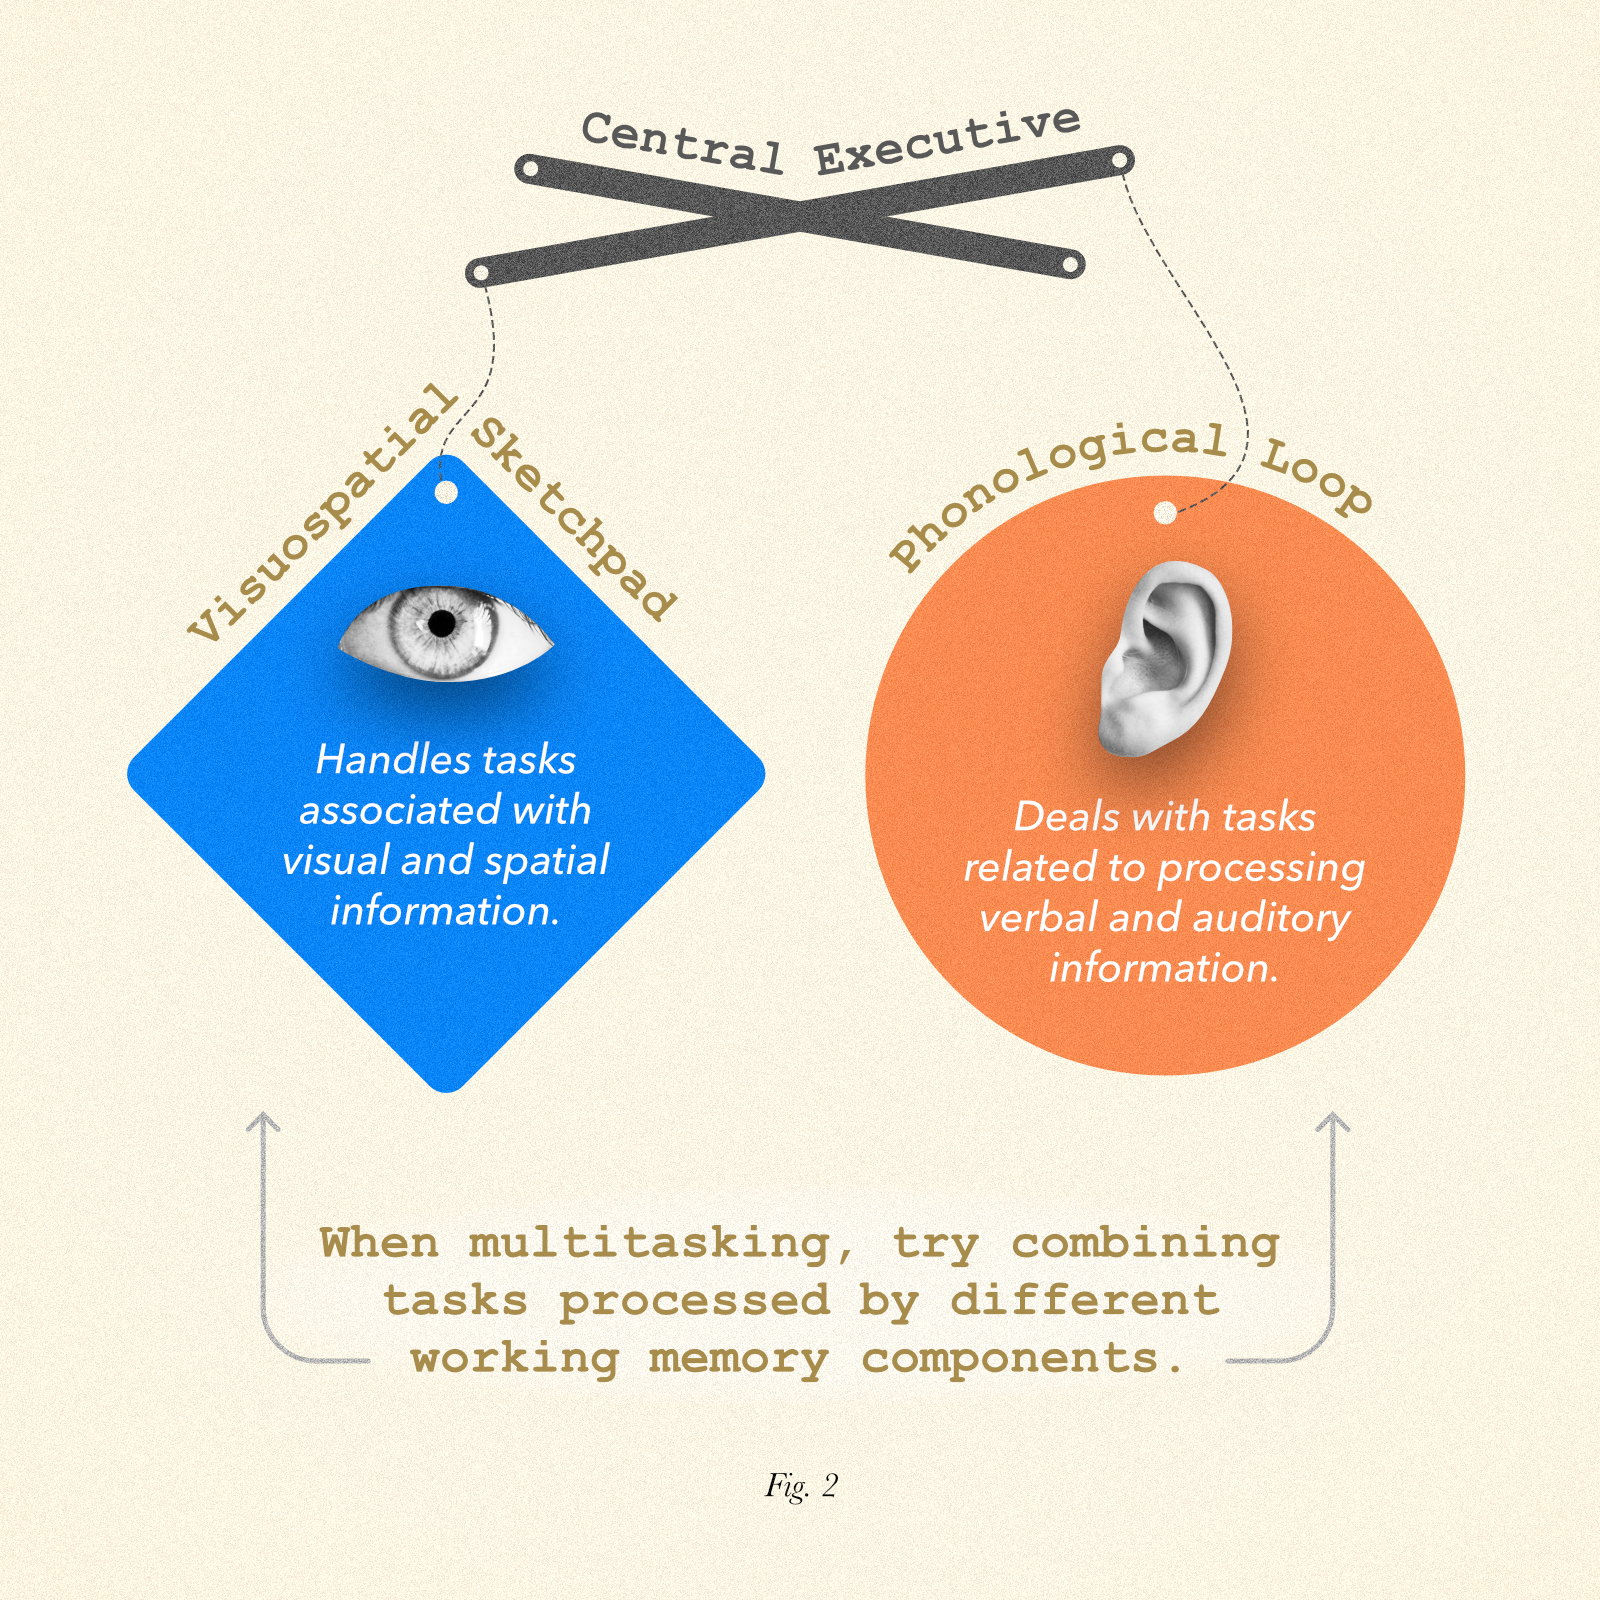 Central Executive
Visuospatial Sketchpad
Phonological Loop
Handles tasks
associated with
visual and spatial
information.
Deals with tasks
related to processing
verbal and auditory
information.
When multitasking, try combining
tasks processed by different
working memory components.
Fig. 2